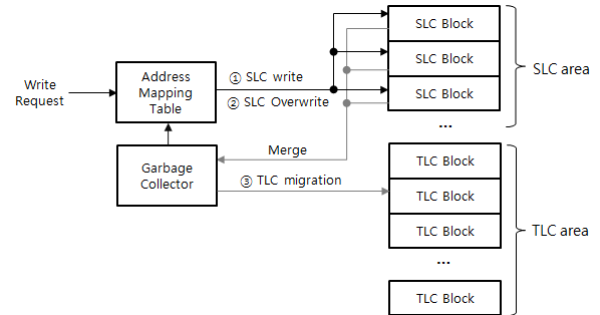 SLC Block
SLC Block
SLC Block
...
SLC area
Write
Request
Address
Mapping
Table
① SLC write
② SLC Overwrite
Merge
Garbage
Collector
③ TLC migration
TLC Block
TLC Block
TLC Block
...
TLC Block
TLC area